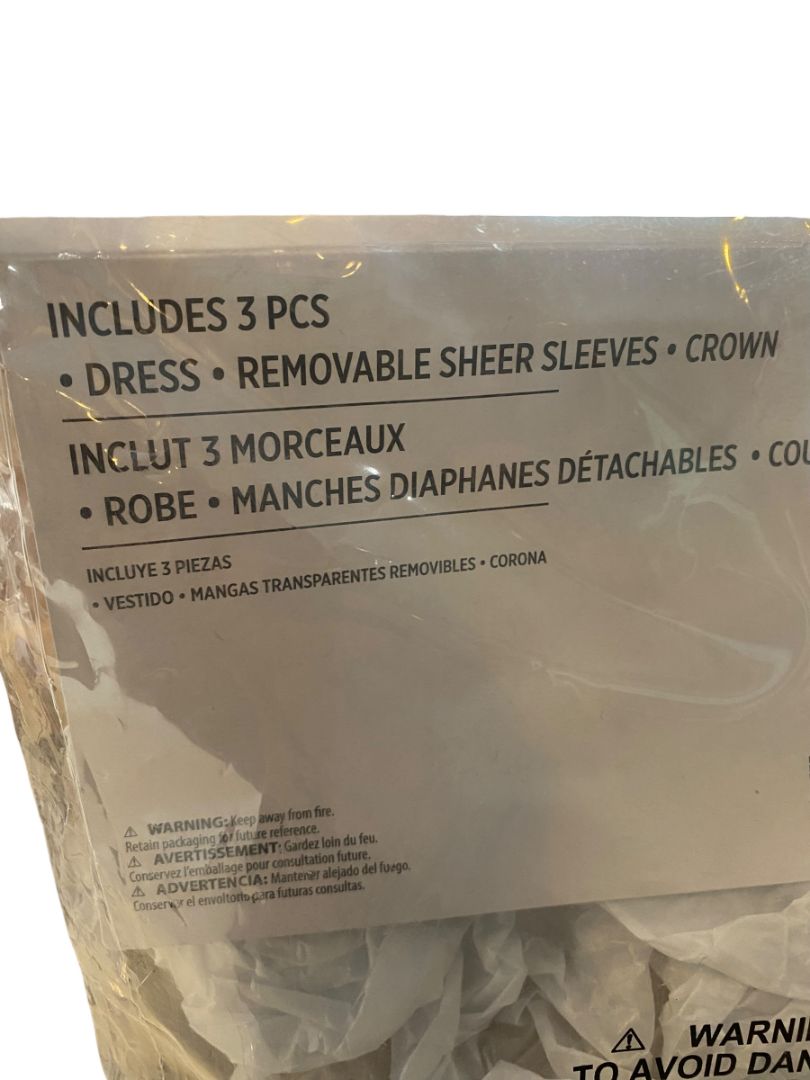 INCLUDES 3 PCS
• DRESS • REMOVABLE SHEER SLEEVES • CROWN
INCLUT 3 MORCEAUX
• ROBE • MANCHES DIAPHANES DÉTACHABLES •
INCLUYE 3 PIEZAS
• VESTIDO • MANGAS TRANSPARENTES REMOVIBLES • CORONA
⚠ WARNING: Keep away from fire.
Retain packaging for future reference.
⚠ AVERTISSEMENT: Gardez loin du feu.
Conservez l'emballage pour consultation future.
⚠ ADVERTENCIA: Mantener alejado del fuego.
Conservar el envoltorio para futuras consultas.
⚠
TO AVOID